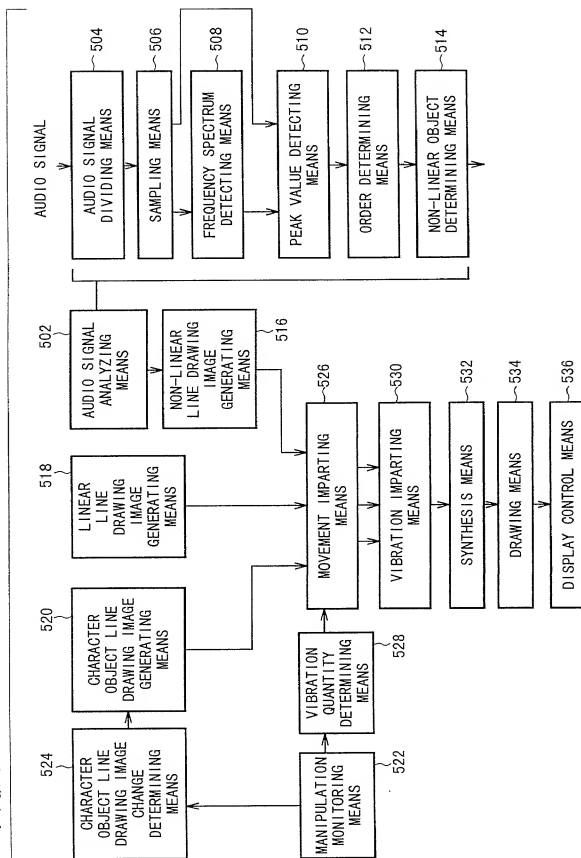 AUDIO SIGNAL
504
AUDIO SIGNAL
DIVIDING MEANS
506
SAMPLING MEANS
508
FREQUENCY SPECTRUM
DETECTING MEANS
510
PEAK VALUE DETECTING
MEANS
512
ORDER DETERMINING
MEANS
514
NON-LINEAR OBJECT
DETERMINING MEANS
502
AUDIO SIGNAL
ANALYZING
MEANS
516
NON-LINEAR
LINE DRAWING
IMAGE
GENERATING
MEANS
518
LINEAR
LINE
DRAWING
IMAGE
GENERATING
MEANS
520
CHARACTER
OBJECT LINE
DRAWING IMAGE
GENERATING
MEANS
524
CHARACTER
OBJECT LINE
DRAWING IMAGE
CHANGE
DETERMINING
MEANS
526
MOVEMENT IMPARTING
MEANS
528
VIBRATION
QUANTITY
DETERMINING
MEANS
522
MANIPULATION
MONITORING
MEANS
530
VIBRATION IMPARTING
MEANS
532
SYNTHESIS MEANS
534
DRAWING MEANS
536
DISPLAY CONTROL MEANS